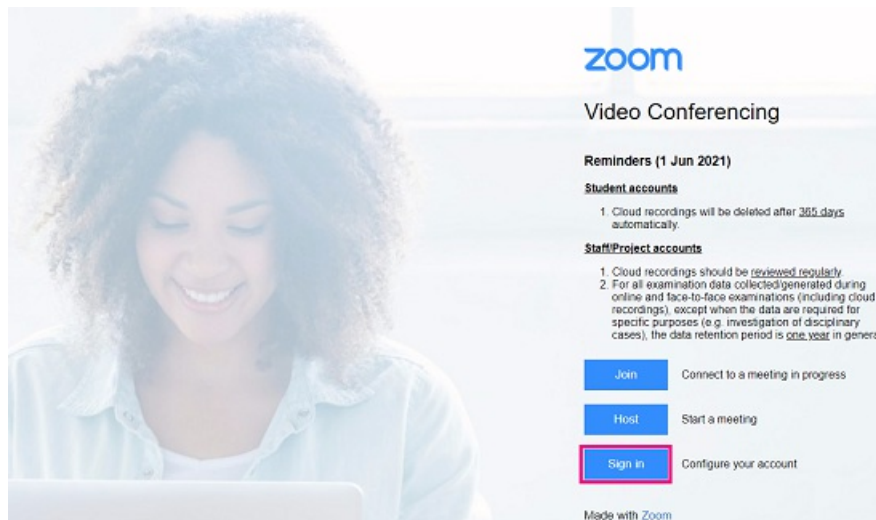 zoom
Video Conferencing
Reminders (1 Jun 2021)
Student accounts
1. Cloud recordings will be deleted after 365 days
automatically.
Staff/Project accounts
1. Cloud recordings should be reviewed regularly.
2. For all examination data collected/generated during
online and face-to-face examinations (including cloud
recordings), except when the data are required for
specific purposes (e.g. investigation of disciplinary
cases), the data retention period is one year in genera
Join Connect to a meeting in progress
Host Start a meeting
Sign in Configure your account
Made with Zoom